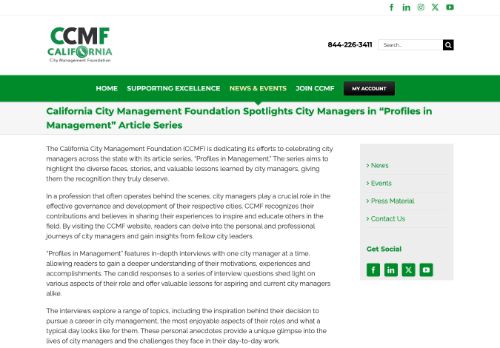 CCMF
CALIFORNIA
City Management Foundation
844-226-3411
Search...
HOME
SUPPORTING EXCELLENCE
NEWS & EVENTS
JOIN CCMF
MY ACCOUNT
California City Management Foundation Spotlights City Managers in “Profiles in
Management” Article Series
The California City Management Foundation (CCMF) is dedicating its efforts to celebrating city
managers across the state with its article series, “Profiles in Management.” The series aims to
highlight the diverse faces, stories, and valuable lessons learned by city managers, giving
them the recognition they truly deserve.
In a profession that often operates behind the scenes, city managers play a crucial role in the
effective governance and development of their respective cities. CCMF recognizes their
contributions and believes in sharing their experiences to inspire and educate others in the
field. By visiting the CCMF website, readers can delve into the personal and professional
journeys of city managers and gain insights from fellow city leaders.
“Profiles in Management” features in-depth interviews with one city manager at a time,
allowing readers to gain a deeper understanding of their motivations, experiences and
accomplishments. The candid responses to a series of interview questions shed light on
various aspects of their role and offer valuable lessons for aspiring and current city managers
alike.
The interviews explore a range of topics, including the inspiration behind their decision to
pursue a career in city management, the most enjoyable aspects of their roles and what a
typical day looks like for them. These personal anecdotes provide a unique glimpse into the
lives of city managers and the challenges they face in their day-to-day work.
News
Events
Press Material
Contact Us
Get Social